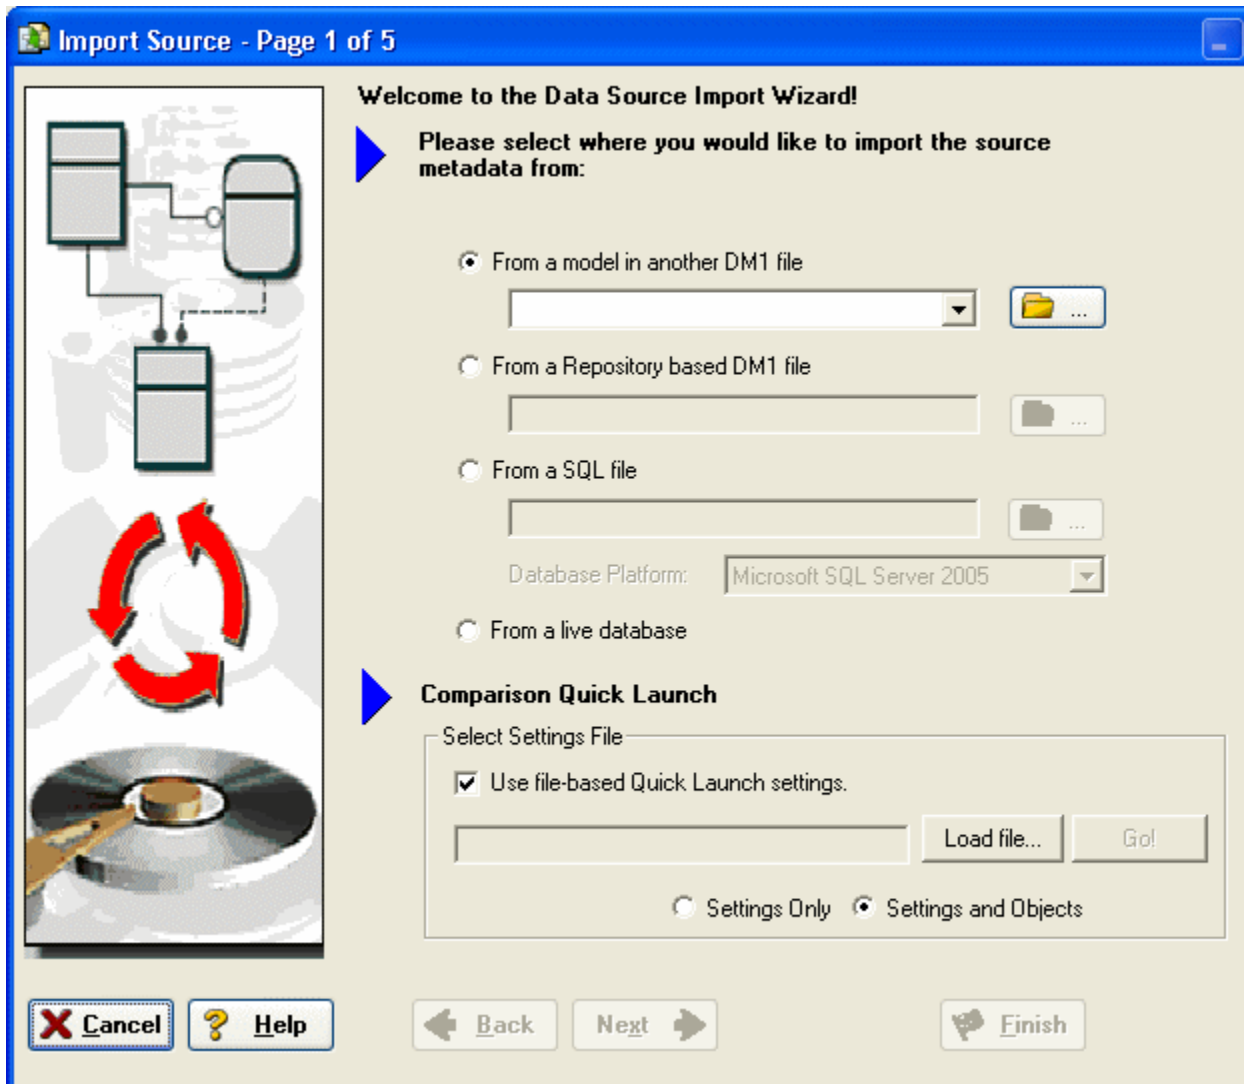 Import Source - Page 1 of 5
Welcome to the Data Source Import Wizard!
Please select where you would like to import the source
metadata from:
From a model in another DM1 file
...
From a Repository based DM1 file
...
From a SQL file
...
Database Platform: Microsoft SQL Server 2005
From a live database
Comparison Quick Launch
Select Settings File
Use file-based Quick Launch settings.
Load file... Go!
Settings Only Settings and Objects
Cancel Help Back Next Finish